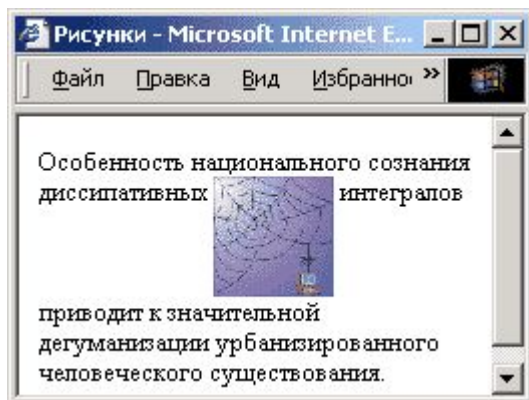 Рисунки - Microsoft Internet E...
Файл Правка Вид Избранно »
Особенность национального сознания
диссипативных интегралов
приводит к значительной
дегуманизации урбанизированного
человеческого существования.